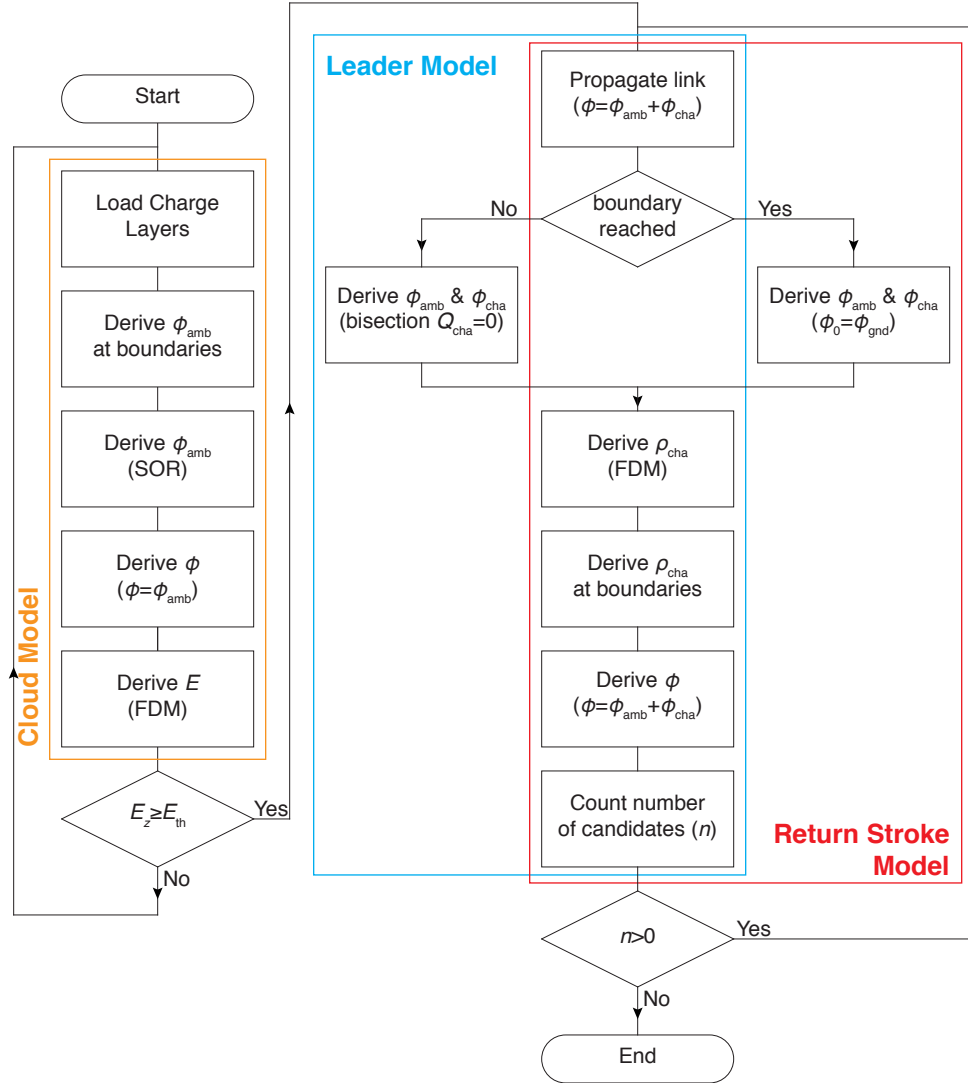 Start
Cloud Model
Load Charge
Layers
Derive ϕamb
at boundaries
Derive ϕamb
(SOR)
Derive ϕ
(ϕ=ϕamb)
Derive E
(FDM)
Ez≥Eth
Yes
No
Leader Model
Propagate link
(ϕ=ϕamb+ϕcha)
boundary
reached
No
Yes
Derive ϕamb & ϕcha
(bisection Qcha=0)
Derive ϕamb & ϕcha
(ϕ0=ϕgnd)
Derive ρcha
(FDM)
Derive ρcha
at boundaries
Derive ϕ
(ϕ=ϕamb+ϕcha)
Count number
of candidates (n)
Return Stroke
Model
n>0
Yes
No
End